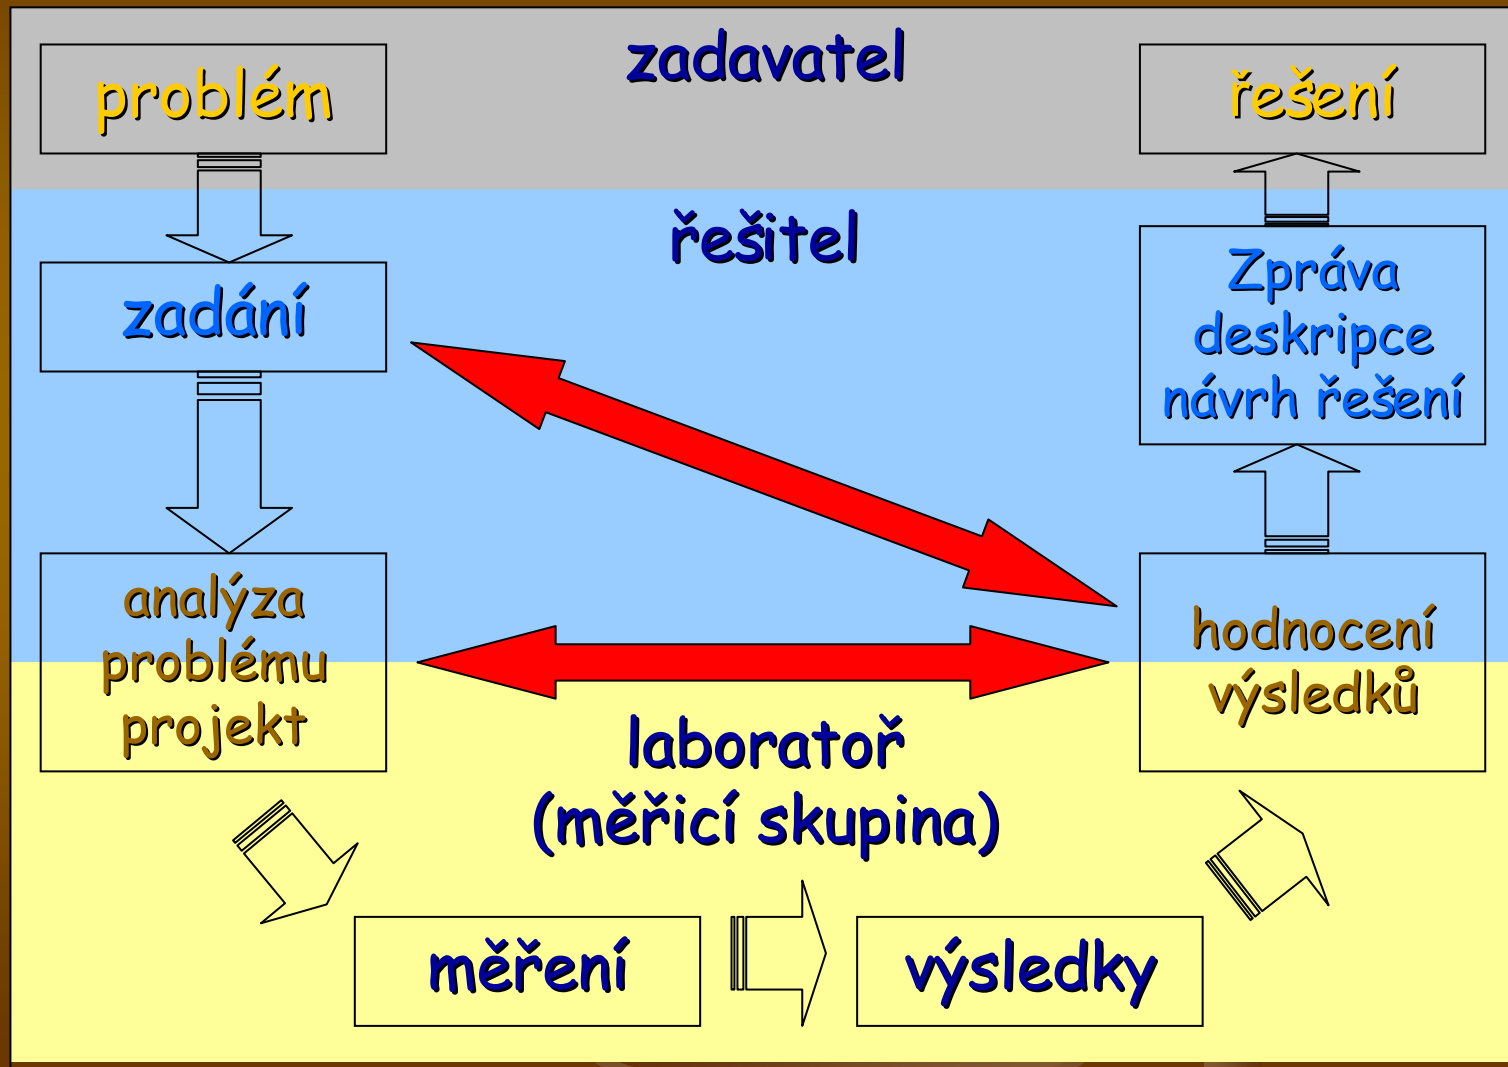 zadavatel
problém
řešení
řešitel
zadání
Zpráva
deskripce
návrh řešení
analýza
problému
projekt
hodnocení
výsledků
laboratoř
(měřicí skupina)
měření
výsledky